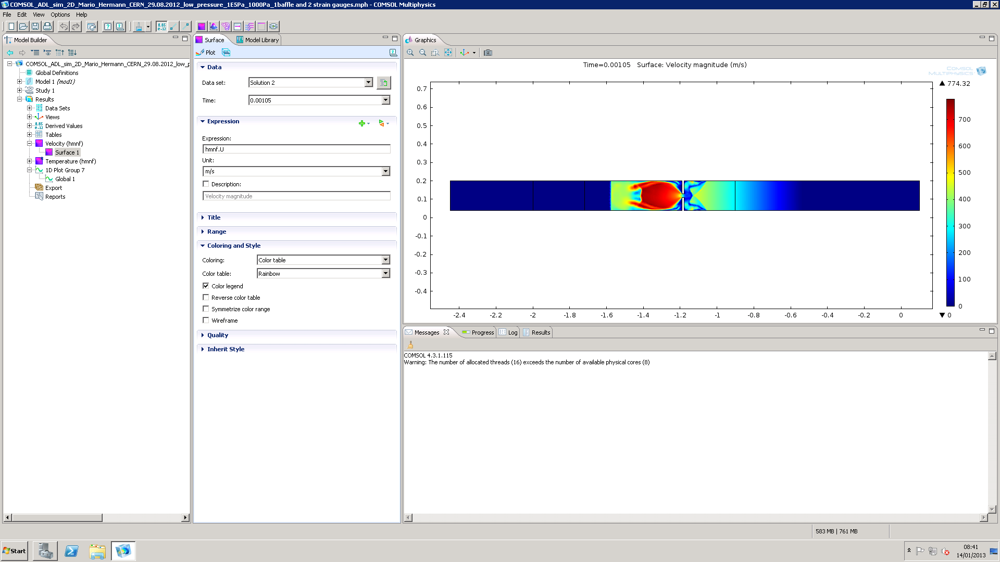 COMSOL_ADL_sim_2D_Mario_Hermann_CERN_29.08.2012_low_pressure_1E5Pa_1000Pa_1baffle and 2 strain gauges.mph - COMSOL Multiphysics
File Edit View Options Help
8.85
e-12
Model Builder
COMSOL_ADL_sim_2D_Mario_Hermann_CERN_29.08.2012_low_p
Global Definitions
Model 1 (mod1)
Study 1
Results
Data Sets
Views
8.85
e-12
Derived Values
Tables
Velocity (hmnf)
Surface 1
Temperature (hmnf)
1D Plot Group 7
Global 1
Export
Reports
Surface
Model Library
Plot
Data
Data set: Solution 2
Time: 0.00105
Expression
Expression:
hmnf.U
Unit:
m/s
Description:
Velocity magnitude
Title
Range
Coloring and Style
Coloring: Color table
Color table: Rainbow
Color legend
Reverse color table
Symmetrize color range
Wireframe
Quality
Inherit Style
Graphics
Time=0.00105 Surface: Velocity magnitude (m/s)
COMSOL
MULTIPHYSICS
774.32
0.7
0.6
0.5
0.4
0.3
0.2
0.1
0
-0.1
-0.2
-0.3
-0.4
-2.4 -2.2 -2 -1.8 -1.6 -1.4 -1.2 -1 -0.8 -0.6 -0.4 -0.2 0
700
600
500
400
300
200
100
0
0
Messages Progress Log Results
COMSOL 4.3.1.115
Warning: The number of allocated threads (16) exceeds the number of available physical cores (8)
583 MB | 761 MB
Start
08:41
14/01/2013